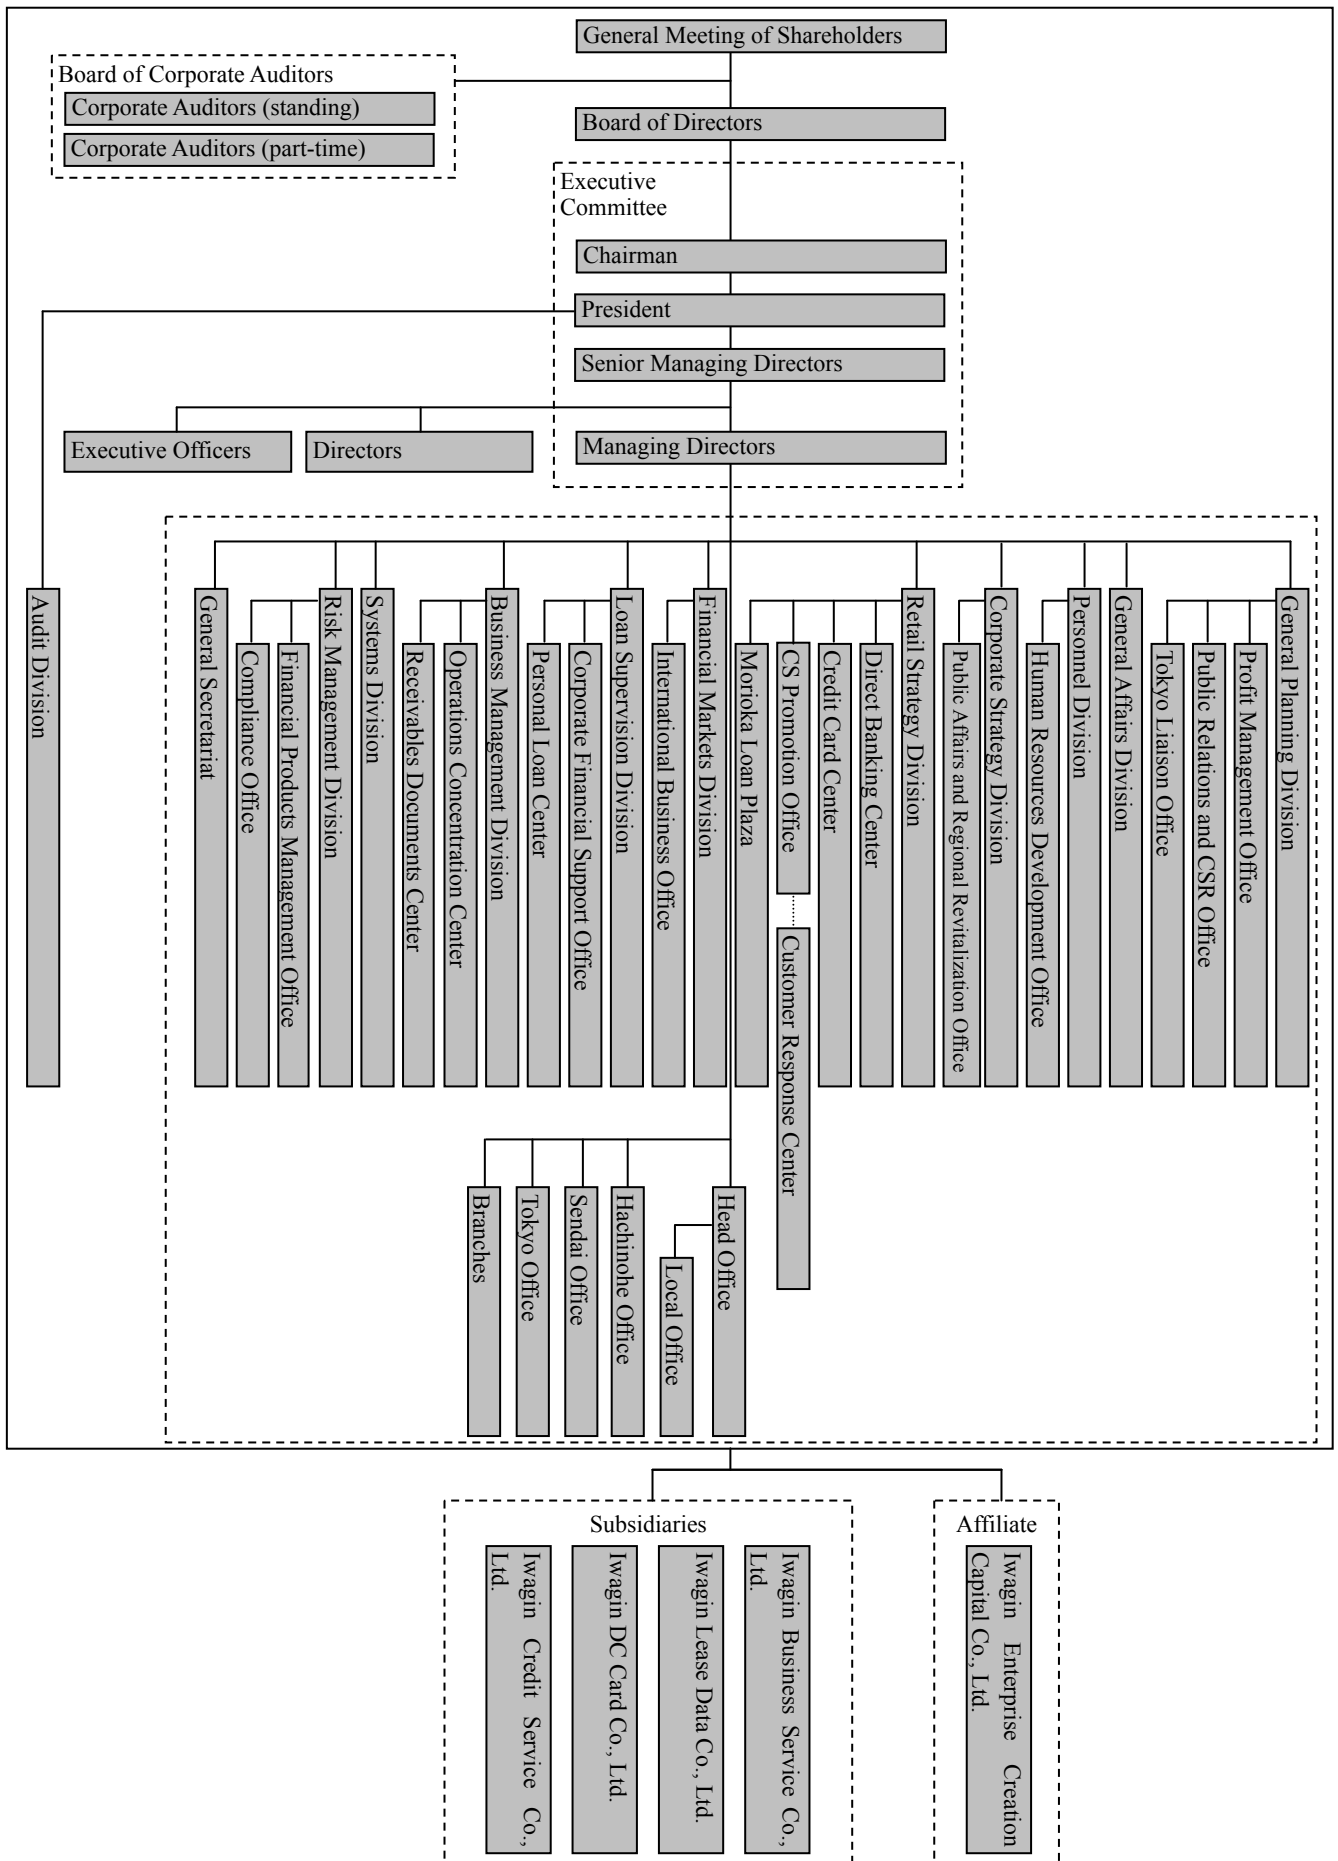 General Meeting of Shareholders
Board of Corporate Auditors
Corporate Auditors (standing)
Corporate Auditors (part-time)
Board of Directors
Executive
Committee
Chairman
President
Senior Managing Directors
Executive Officers
Directors
Managing Directors
Audit Division
General Secretariat
Compliance Office
Financial Products Management Office
Risk Management Division
Systems Division
Receivables Documents Center
Operations Concentration Center
Business Management Division
Personal Loan Center
Corporate Financial Support Office
Loan Supervision Division
International Business Office
Financial Markets Division
Morioka Loan Plaza
CS Promotion Office
Customer Response Center
Credit Card Center
Direct Banking Center
Retail Strategy Division
Public Affairs and Regional Revitalization Office
Corporate Strategy Division
Human Resources Development Office
Personnel Division
General Affairs Division
Tokyo Liaison Office
Public Relations and CSR Office
Profit Management Office
General Planning Division
Branches
Tokyo Office
Sendai Office
Hachinohe Office
Local Office
Head Office
Subsidiaries
Iwagin Credit Service Co.,
Ltd.
Iwagin DC Card Co., Ltd.
Iwagin Lease Data Co., Ltd.
Iwagin Business Service Co.,
Ltd.
Affiliate
Iwagin Enterprise Creation
Capital Co., Ltd.